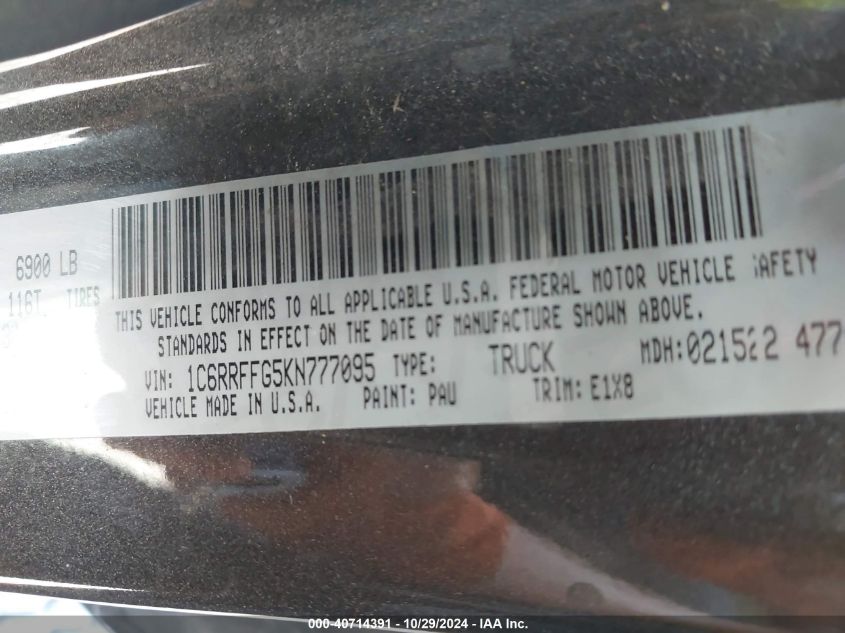 6900 LB
116T TIRES
THIS VEHICLE CONFORMS TO ALL APPLICABLE U.S.A. FEDERAL MOTOR VEHICLE SAFETY
STANDARDS IN EFFECT ON THE DATE OF MANUFACTURE SHOWN ABOVE.
VIN: 1C6RRFFG5KN777095 TYPE: TRUCK MDH: 021522 477
VEHICLE MADE IN U.S.A. PAINT: PAU TRIM: E1X8
000-40714391 - 10/29/2024 - IAA Inc.